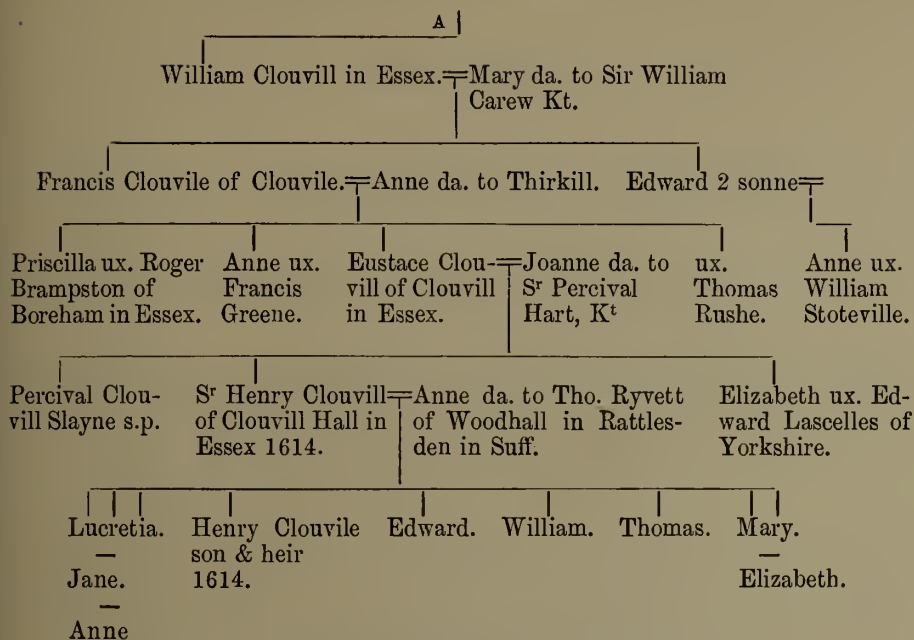 A
William Clouvill in Essex.=Mary da. to Sir William
Carew Kt.
Francis Clouvile of Clouvile.=Anne da. to Thirkill.
Edward 2 sonne=
Priscilla ux. Roger
Brampston of
Boreham in Essex.
Anne ux.
Francis
Greene.
Eustace Clou-
vill of Clouvill
in Essex.
=Joanne da. to
Sʳ Percival
Hart, Kᵗ
ux.
Thomas
Rushe.
Anne ux.
William
Stoteville.
Percival Clou-
vill Slayne s.p.
Sʳ Henry Clouvill
of Clouvill Hall in
Essex 1614.
=Anne da. to Tho. Ryvett
of Woodhall in Rattles-
den in Suff.
Elizabeth ux. Ed-
ward Lascelles of
Yorkshire.
Lucretia.
—
Jane.
—
Anne
Henry Clouvile
son & heir
1614.
Edward.
William.
Thomas.
Mary.
—
Elizabeth.